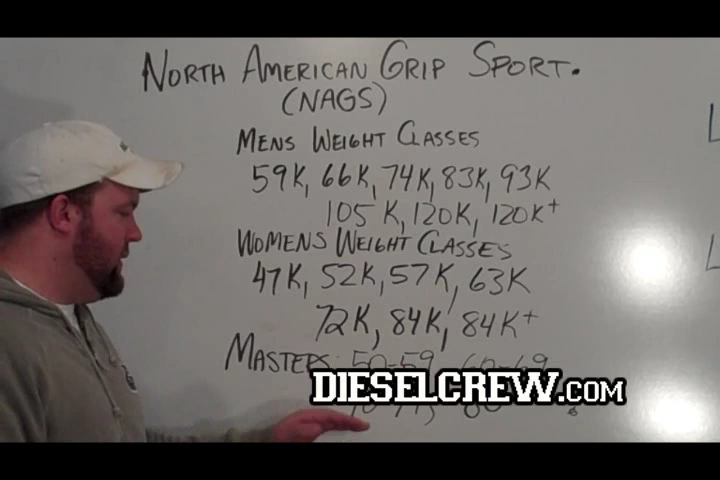 NORTH AMERICAN GRIP SPORT.
(NAGS)
MENS WEIGHT CLASSES
59K, 66K, 74K, 83K, 93K
105 K, 120K, 120K+
WOMENS WEIGHT CLASSES
47K, 52K, 57K, 63K
72K, 84K, 84K+
MASTERS: 50-59, 60-69
DIESELCREW.COM